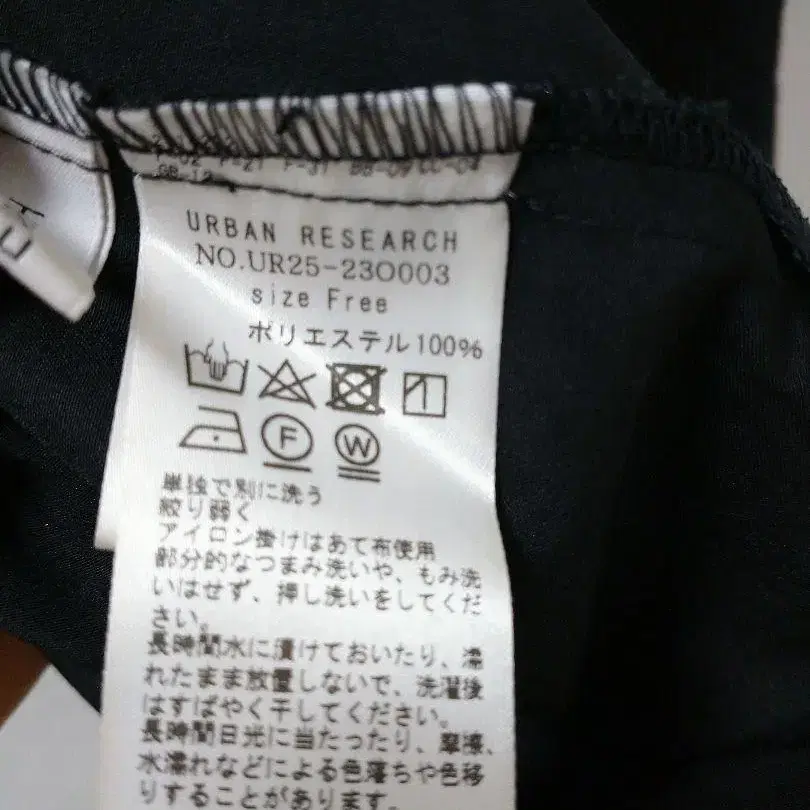 URBAN RESEARCH
NO.UR25-23O003
size Free
ポリエステル100%
F
W
単独で別に洗う
絞り弱く
アイロン掛けはあて布使用
部分的なつまみ洗いや、もみ洗
いはせず、押し洗いをしてくだ
さい。
長時間水に漬けておいたり、濡
れたまま放置しないで、洗濯後
はすばやく干してください。
長時間日光に当たったり、摩擦、
水濡れなどによる色落ちや色移
りすることがあります。